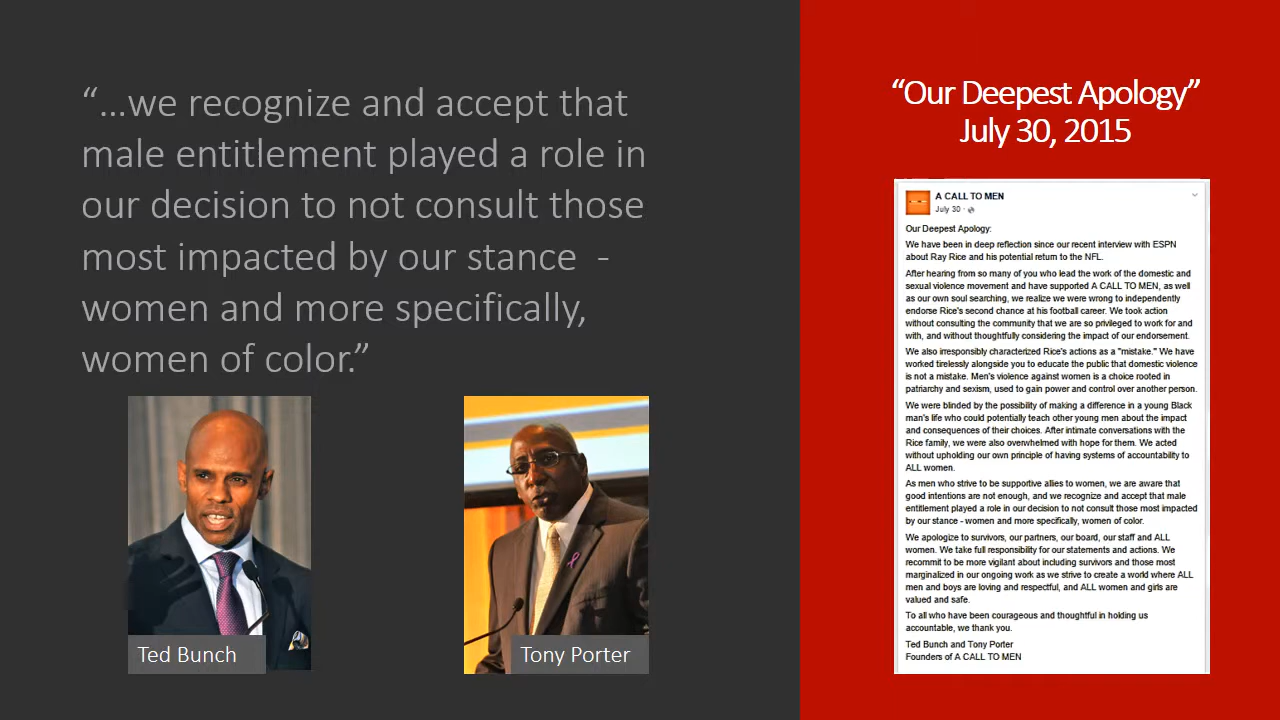 “...we recognize and accept that
male entitlement played a role in
our decision to not consult those
most impacted by our stance -
women and more specifically,
women of color.”
Ted Bunch
Tony Porter
“Our Deepest Apology”
July 30, 2015
A CALL TO MEN
July 30 ·
Our Deepest Apology:
We have been in deep reflection since our recent interview with ESPN
about Ray Rice and his potential return to the NFL.
After hearing from so many of you who lead the work of the domestic and
sexual violence movement and have supported A CALL TO MEN, as well
as our own soul searching, we realize we were wrong to independently
endorse Rice's second chance at his football career. We took action
without consulting the community that we are so privileged to work for and
with, and without thoughtfully considering the impact of our endorsement.
We also irresponsibly characterized Rice's actions as a "mistake." We have
worked tirelessly alongside you to educate the public that domestic violence
is not a mistake. Men's violence against women is a choice rooted in
patriarchy and sexism, used to gain power and control over another person.
We were blinded by the possibility of making a difference in a young Black
man's life who could potentially teach other young men about the impact
and consequences of their choices. After intimate conversations with the
Rice family, we were also overwhelmed with hope for them. We acted
without upholding our own principle of having systems of accountability to
ALL women.
As men who strive to be supportive allies to women, we are aware that
good intentions are not enough, and we recognize and accept that male
entitlement played a role in our decision to not consult those most impacted
by our stance - women and more specifically, women of color.
We apologize to survivors, our partners, our board, our staff and ALL
women. We take full responsibility for our statements and actions. We
recommit to be more vigilant about including survivors and those most
marginalized in our ongoing work as we strive to create a world where ALL
men and boys are loving and respectful, and ALL women and girls are
valued and safe.
To all who have been courageous and thoughtful in holding us
accountable, we thank you.
Ted Bunch and Tony Porter
Founders of A CALL TO MEN